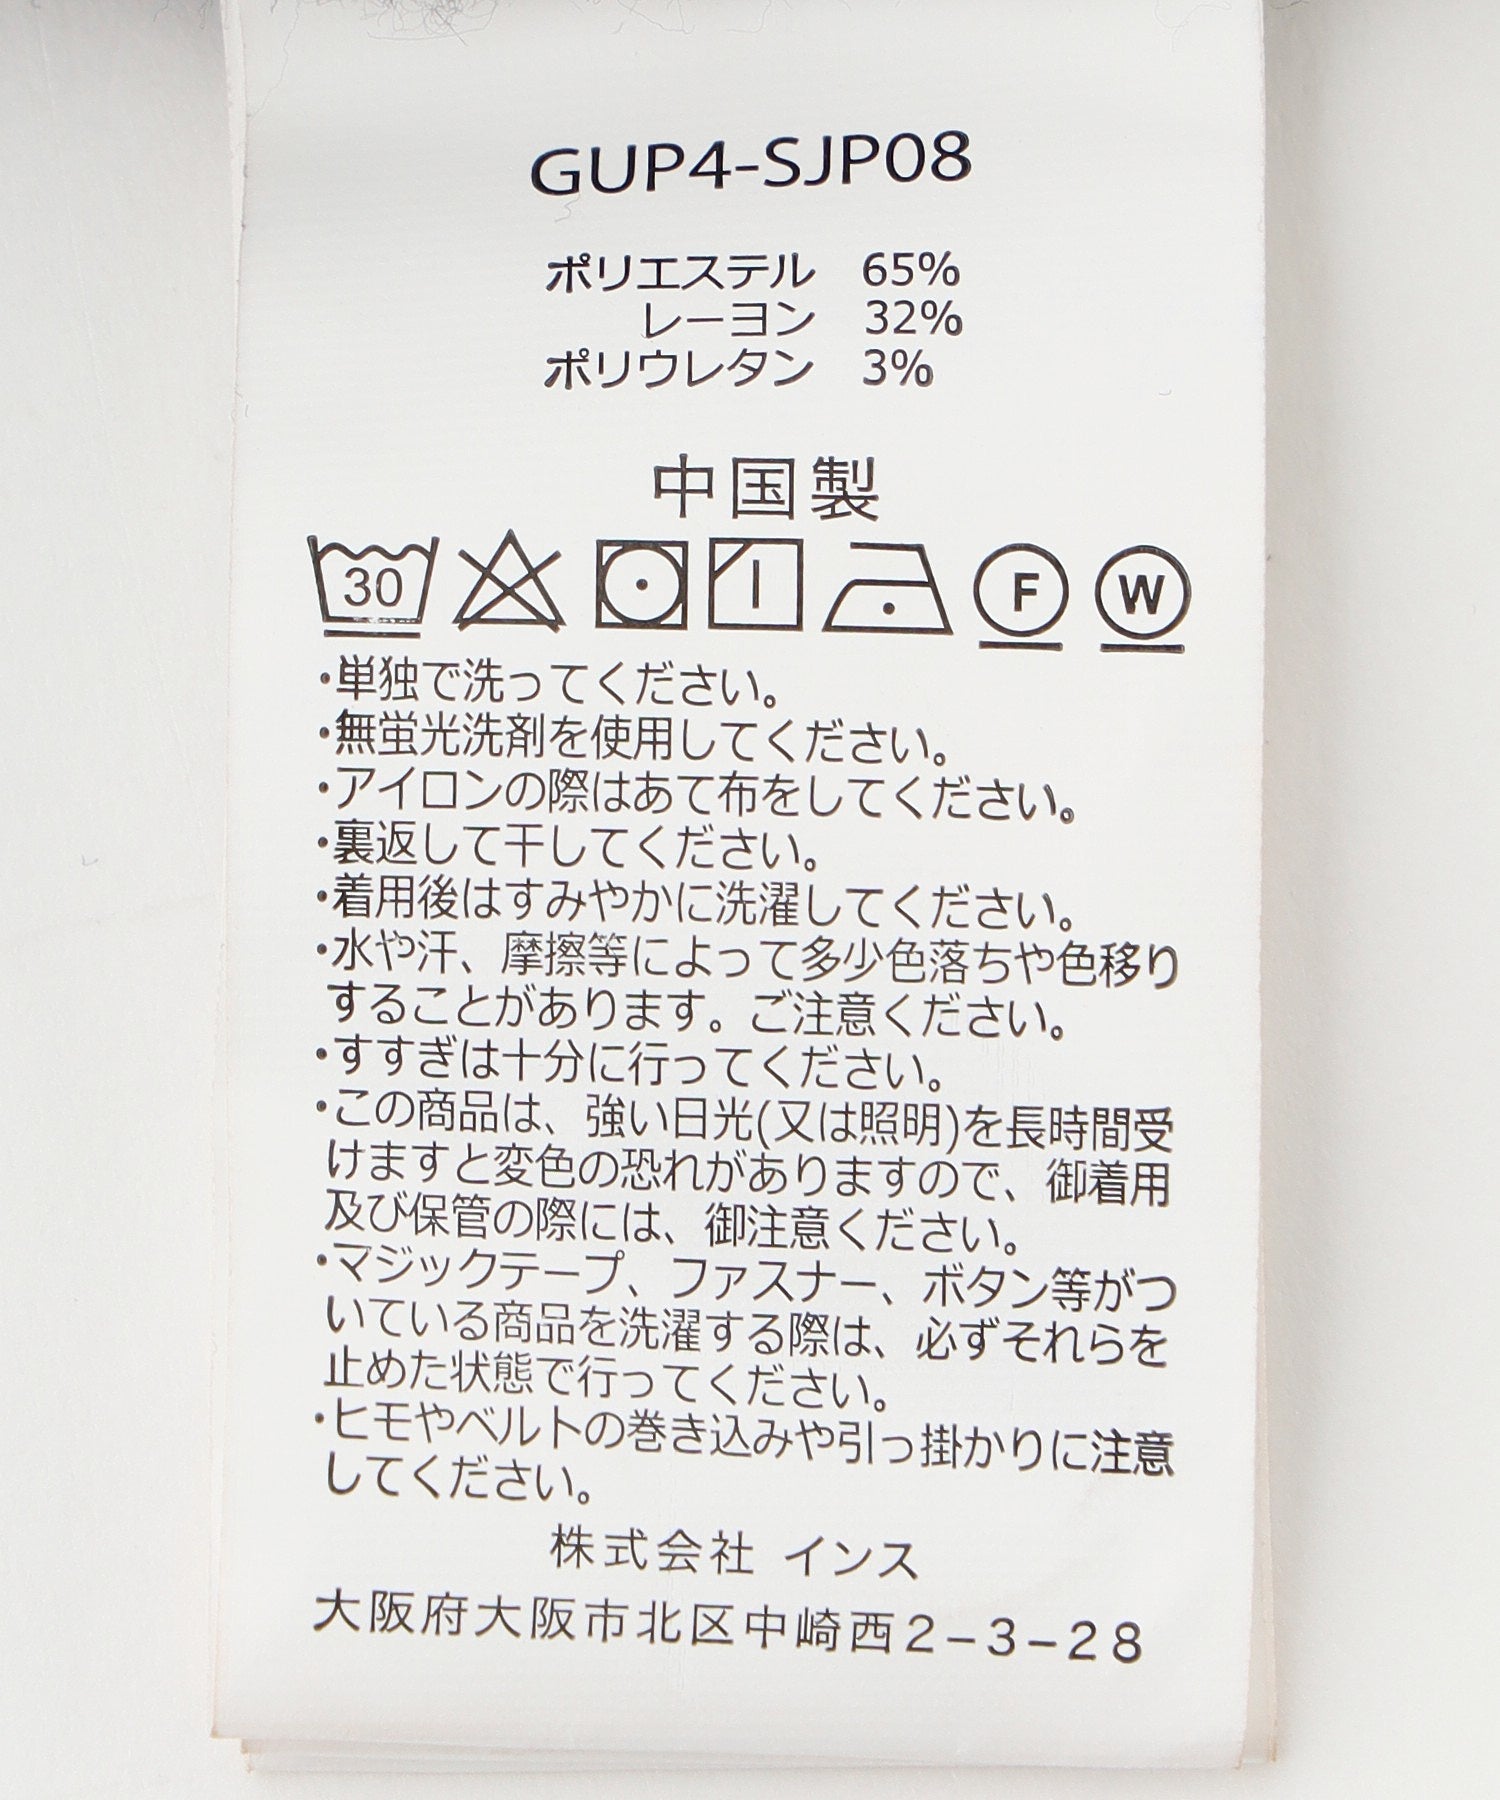 GUP4-SJP08
ポリエステル 65%
レーヨン 32%
ポリウレタン 3%
中国製
30 F W
・単独で洗ってください。
・無蛍光洗剤を使用してください。
・アイロンの際はあて布をしてください。
・裏返して干してください。
・着用後はすみやかに洗濯してください。
・水や汗、摩擦等によって多少色落ちや色移り
することがあります。ご注意ください。
・すすぎは十分に行ってください。
・この商品は、強い日光(又は照明)を長時間受
けますと変色の恐れがありますので、御着用
及び保管の際には、御注意ください。
・マジックテープ、ファスナー、ボタン等がつ
いている商品を洗濯する際は、必ずそれらを
止めた状態で行ってください。
・ヒモやベルトの巻き込みや引っ掛かりに注意
してください。
株式会社 インス
大阪府大阪市北区中崎西2-3-28